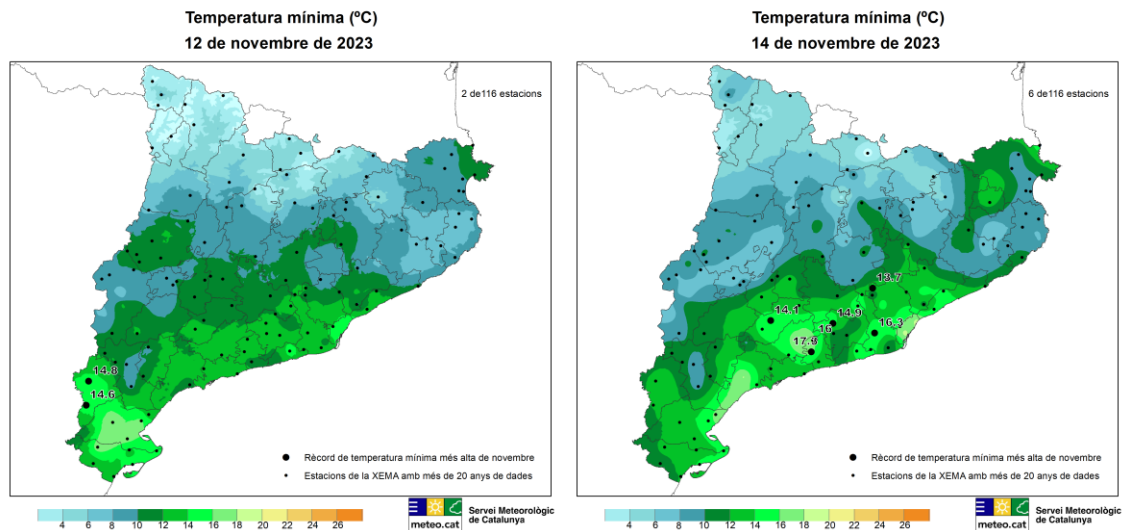 Temperatura mínima (ºC)
12 de novembre de 2023
2 de116 estacions
14.8
14.6
Rècord de temperatura mínima més alta de novembre
Estacions de la XEMA amb més de 20 anys de dades
4 6 8 10 12 14 16 18 20 22 24 26
meteo.cat
Servei Meteorològic
de Catalunya
Temperatura mínima (ºC)
14 de novembre de 2023
6 de116 estacions
13.7
14.1
14.9
16
16.3
Rècord de temperatura mínima més alta de novembre
Estacions de la XEMA amb més de 20 anys de dades
4 6 8 10 12 14 16 18 20 22 24 26
meteo.cat
Servei Meteorològic
de Catalunya